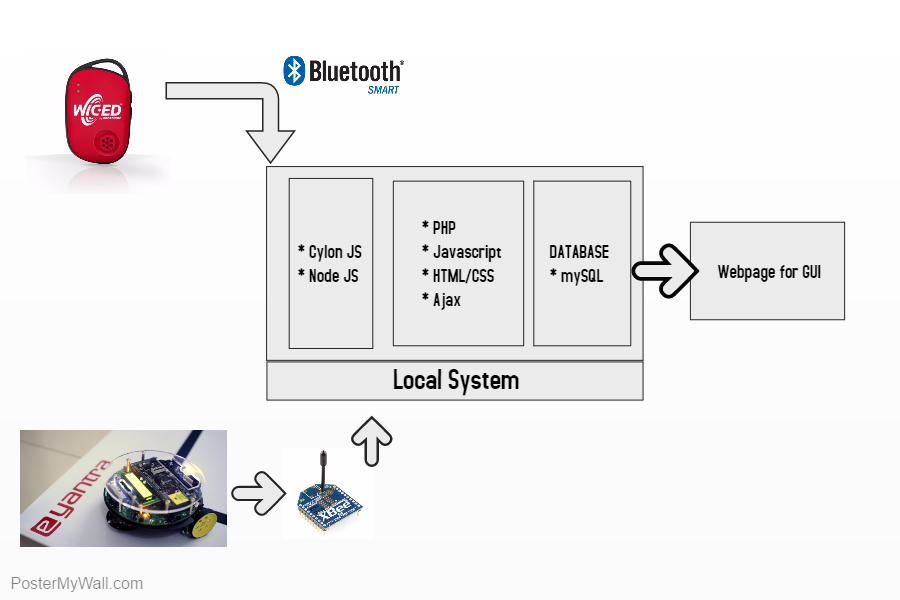 WICED
Bluetooth®
SMART
* Cylon JS
* Node JS
* PHP
* Javascript
* HTML/CSS
* Ajax
DATABASE
* mySQL
Webpage for GUI
Local System
eyantra
XBee
PosterMyWall.com